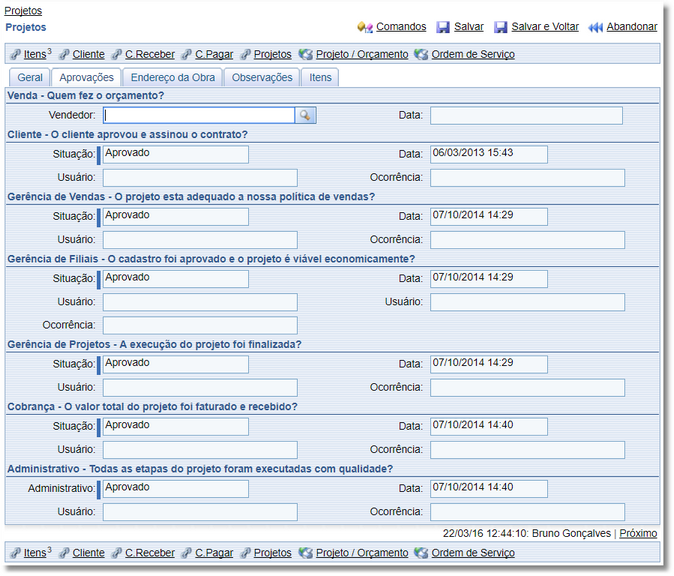 Projetos
Projetos Comandos Salvar Salvar e Voltar Abandonar
Itens3 Cliente C.Receber C.Pagar Projetos Projeto / Orçamento Ordem de Serviço
Geral Aprovações Endereço da Obra Observações Itens
Venda - Quem fez o orçamento?
Vendedor: Data:
Cliente - O cliente aprovou e assinou o contrato?
Situação: Aprovado Data: 06/03/2013 15:43
Usuário: Ocorrência:
Gerência de Vendas - O projeto esta adequado a nossa política de vendas?
Situação: Aprovado Data: 07/10/2014 14:29
Usuário: Ocorrência:
Gerência de Filiais - O cadastro foi aprovado e o projeto é viável economicamente?
Situação: Aprovado Data: 07/10/2014 14:29
Usuário: Usuário:
Ocorrência:
Gerência de Projetos - A execução do projeto foi finalizada?
Situação: Aprovado Data: 07/10/2014 14:29
Usuário: Ocorrência:
Cobrança - O valor total do projeto foi faturado e recebido?
Situação: Aprovado Data: 07/10/2014 14:40
Usuário: Ocorrência:
Administrativo - Todas as etapas do projeto foram executadas com qualidade?
Administrativo: Aprovado Data: 07/10/2014 14:40
Usuário: Ocorrência:
22/03/16 12:44:10: Bruno Gonçalves | Próximo
Itens3 Cliente C.Receber C.Pagar Projetos Projeto / Orçamento Ordem de Serviço